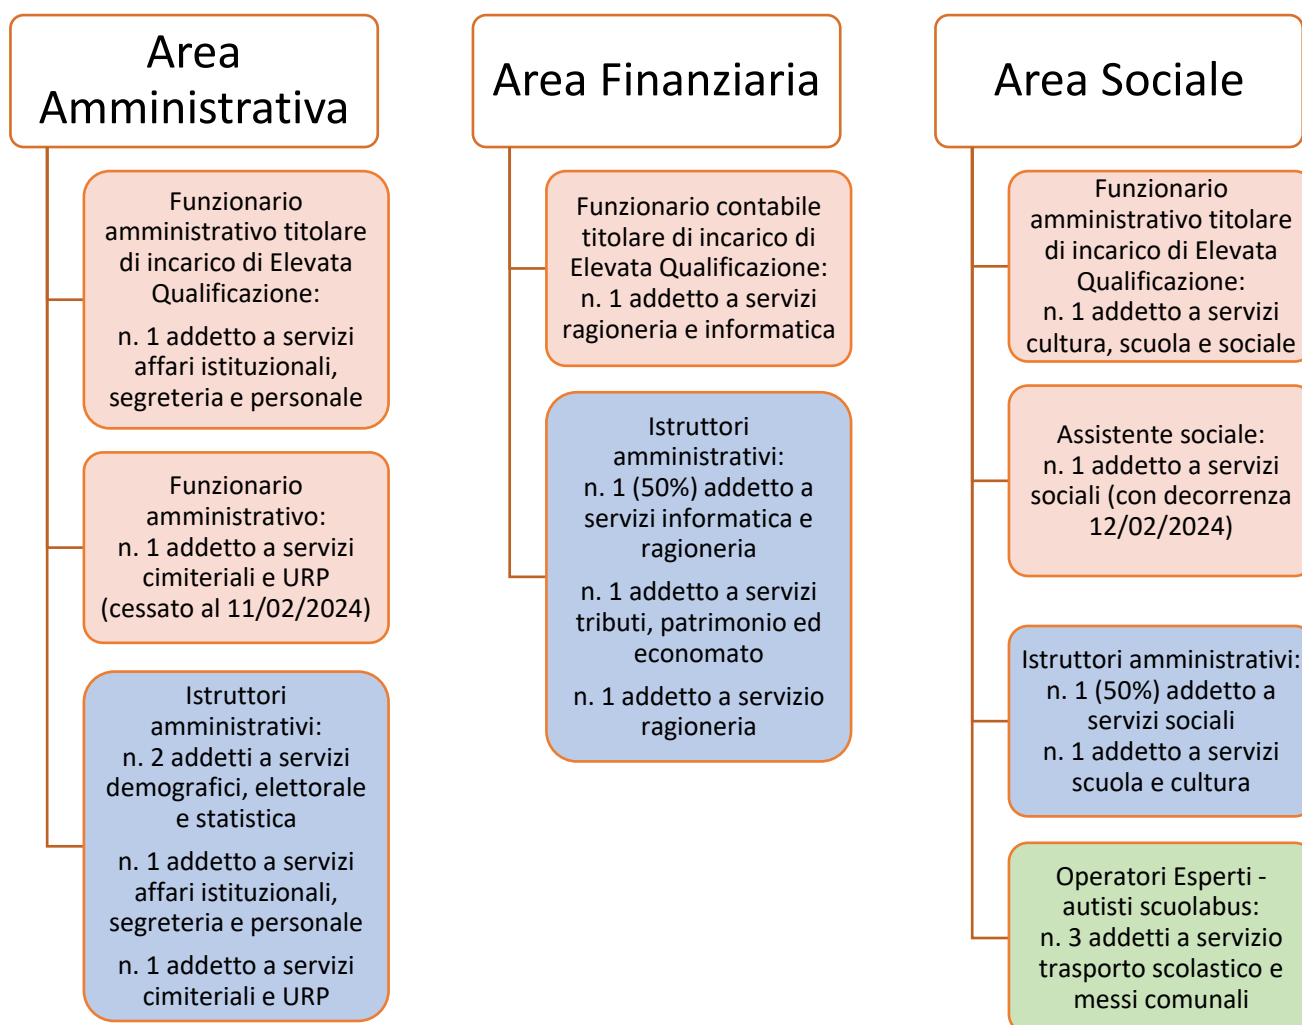 Area
Amministrativa
Funzionario
amministrativo titolare
di incarico di Elevata
Qualificazione:
n. 1 addetto a servizi
affari istituzionali,
segreteria e personale
Funzionario
amministrativo:
n. 1 addetto a servizi
cimiteriali e URP
(cessato al 11/02/2024)
Istruttori
amministrativi:
n. 2 addetti a servizi
demografici, elettorale
e statistica
n. 1 addetto a servizi
affari istituzionali,
segreteria e personale
n. 1 addetto a servizi
cimiteriali e URP
Area Finanziaria
Funzionario contabile
titolare di incarico di
Elevata Qualificazione:
n. 1 addetto a servizi
ragioneria e informatica
Istruttori
amministrativi:
n. 1 (50%) addetto a
servizi informatica e
ragioneria
n. 1 addetto a servizi
tributi, patrimonio ed
economato
n. 1 addetto a servizio
ragioneria
Area Sociale
Funzionario
amministrativo titolare
di incarico di Elevata
Qualificazione:
n. 1 addetto a servizi
cultura, scuola e sociale
Assistente sociale:
n. 1 addetto a servizi
sociali (con decorrenza
12/02/2024)
Istruttori amministrativi:
n. 1 (50%) addetto a
servizi sociali
n. 1 addetto a servizi
scuola e cultura
Operatori Esperti -
autisti scuolabus:
n. 3 addetti a servizio
trasporto scolastico e
messi comunali